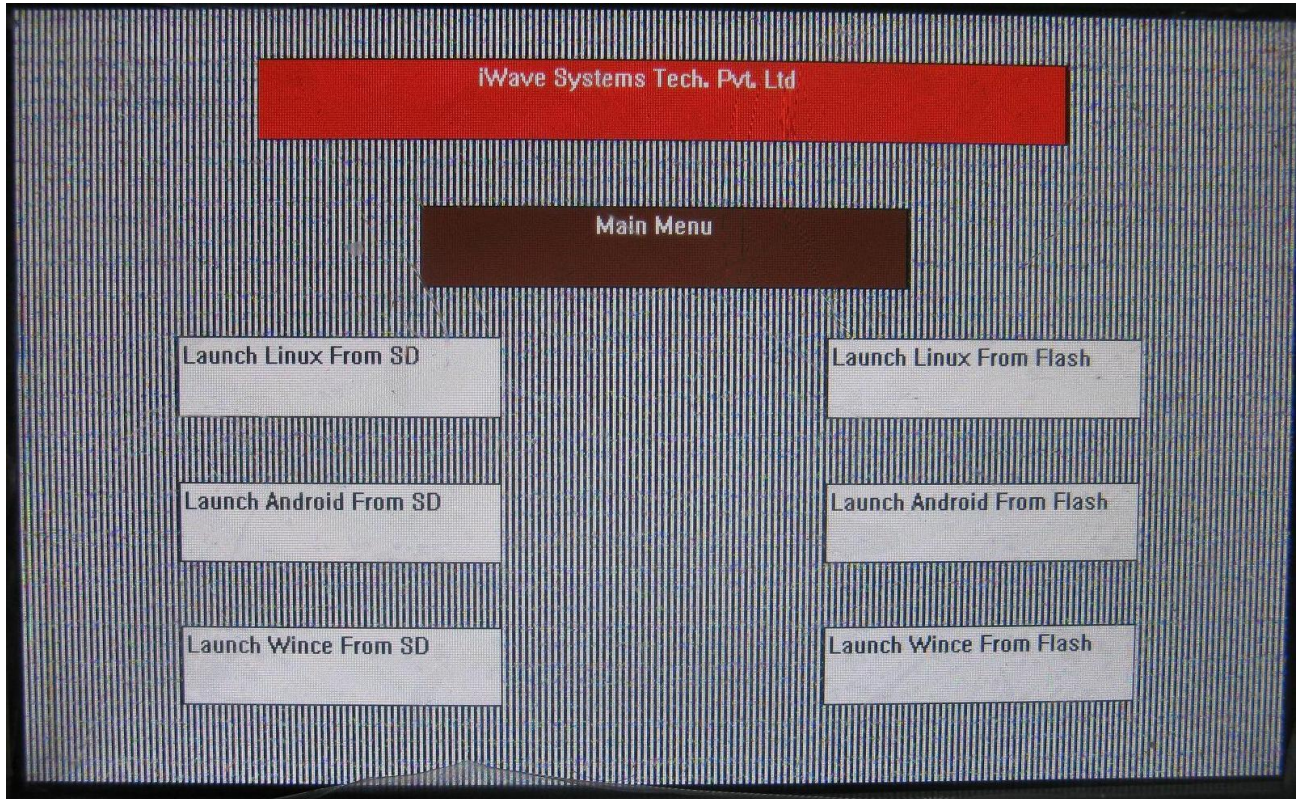 iWave Systems Tech. Pvt. Ltd
Main Menu
Launch Linux From SD
Launch Linux From Flash
Launch Android From SD
Launch Android From Flash
Launch Wince From SD
Launch Wince From Flash